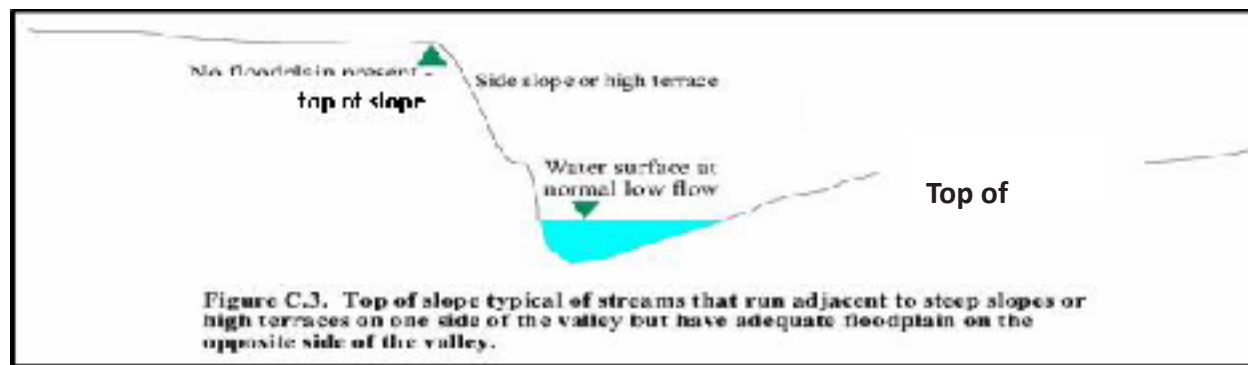 No floodplain present -
top of slope
Side slope or high terrace
Water surface at
normal low flow
Top of
Figure C.3. Top of slope typical of streams that run adjacent to steep slopes or
high terraces on one side of the valley but have adequate floodplain on the
opposite side of the valley.